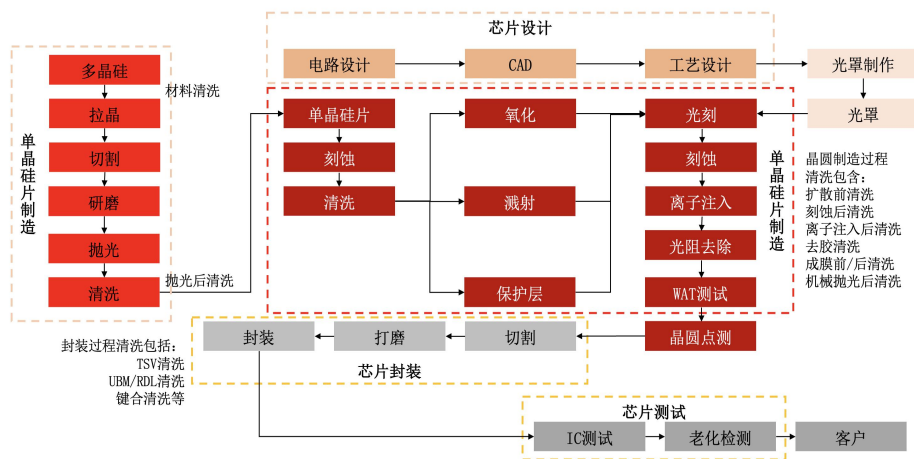 芯片设计
电路设计
CAD
工艺设计
光罩制作
光罩
单晶硅片制造
多晶硅
材料清洗
拉晶
切割
研磨
抛光
清洗
抛光后清洗
单晶硅片
刻蚀
清洗
氧化
溅射
保护层
光刻
刻蚀
离子注入
光阻去除
WAT测试
单晶硅片制造
晶圆制造过程
清洗包含：
扩散前清洗
刻蚀后清洗
离子注入后清洗
去胶清洗
成膜前/后清洗
机械抛光后清洗
晶圆点测
切割
打磨
封装
芯片封装
封装过程清洗包括：
TSV清洗
UBM/RDL清洗
键合清洗等
芯片测试
IC测试
老化检测
客户